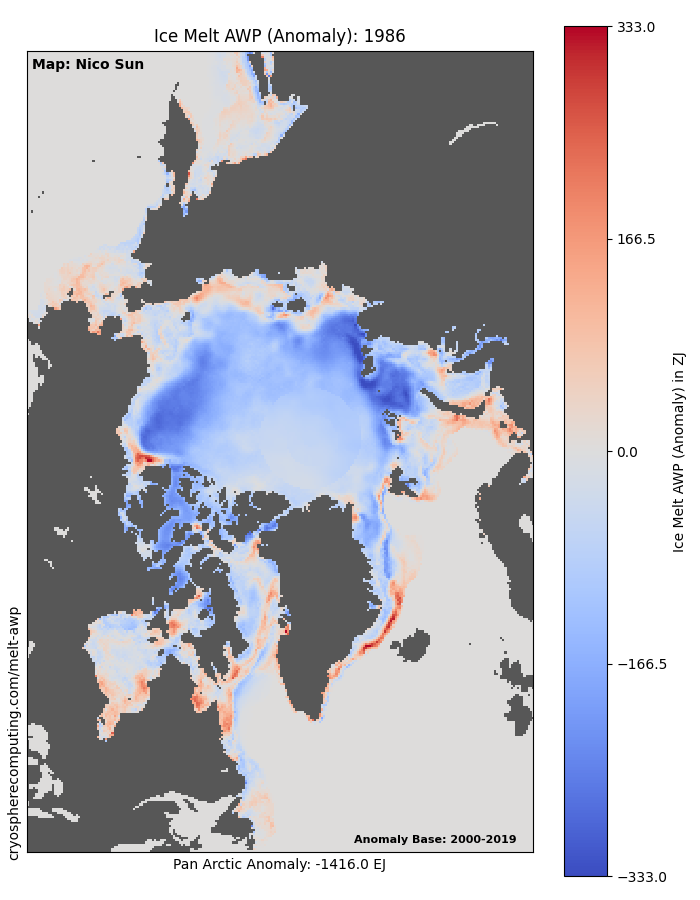 Ice Melt AWP (Anomaly): 1986
Map: Nico Sun
333.0
166.5
0.0
−166.5
−333.0
Ice Melt AWP (Anomaly) in ZJ
cryospherecomputing.com/melt-awp
Anomaly Base: 2000-2019
Pan Arctic Anomaly: -1416.0 EJ